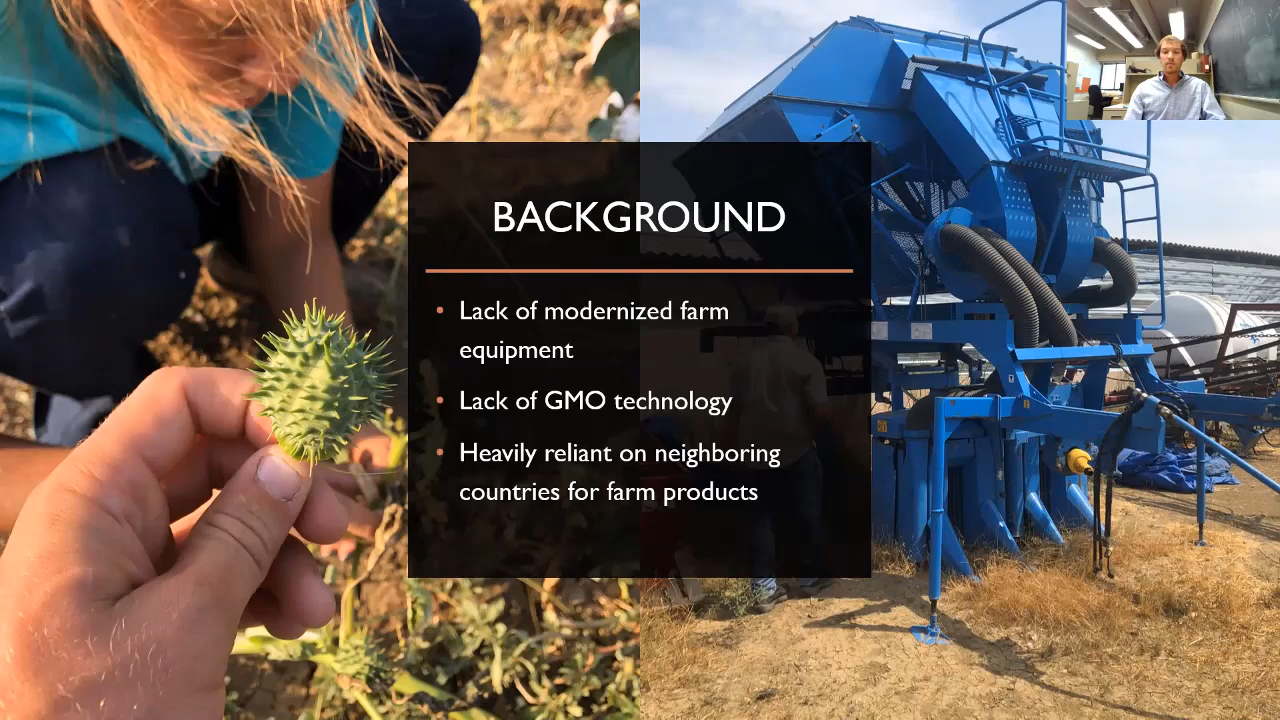 BACKGROUND
• Lack of modernized farm
equipment
• Lack of GMO technology
• Heavily reliant on neighboring
countries for farm products